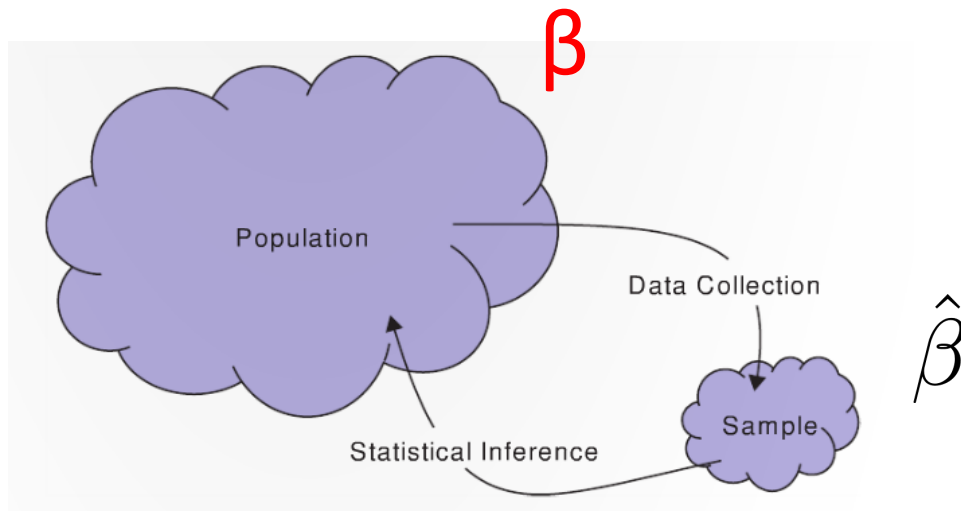 β
Population
Data Collection
β̂
Sample
Statistical Inference